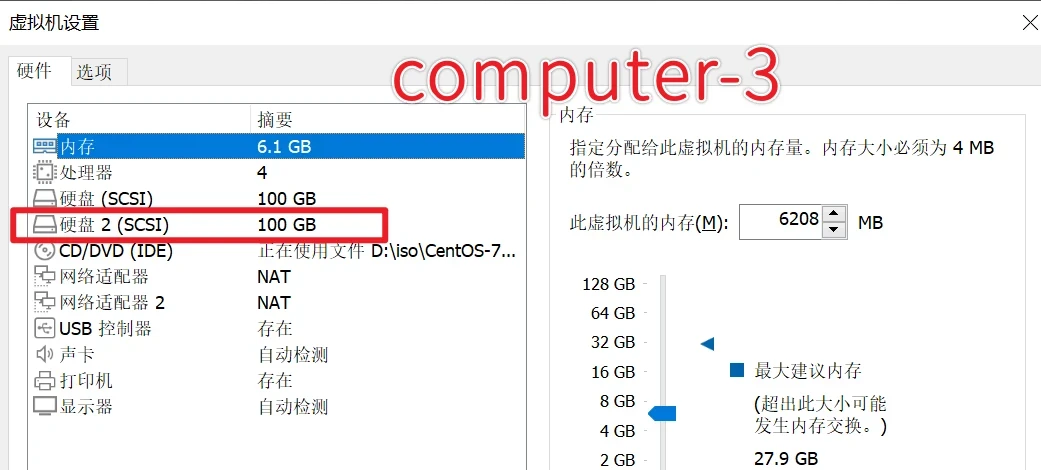 虚拟机设置
硬件 选项
computer-3
设备 摘要
内存 6.1 GB
处理器 4
硬盘 (SCSI) 100 GB
硬盘 2 (SCSI) 100 GB
CD/DVD (IDE) 正在使用文件 D:\iso\CentOS-7...
网络适配器 NAT
网络适配器 2 NAT
USB 控制器 存在
声卡 自动检测
打印机 存在
显示器 自动检测
内存
指定分配给此虚拟机的内存量。内存大小必须为 4 MB
的倍数。
此虚拟机的内存(M): 6208 MB
128 GB
64 GB
32 GB
16 GB
8 GB
4 GB
2 GB
最大建议内存
(超出此大小可能
发生内存交换。)
27.9 GB